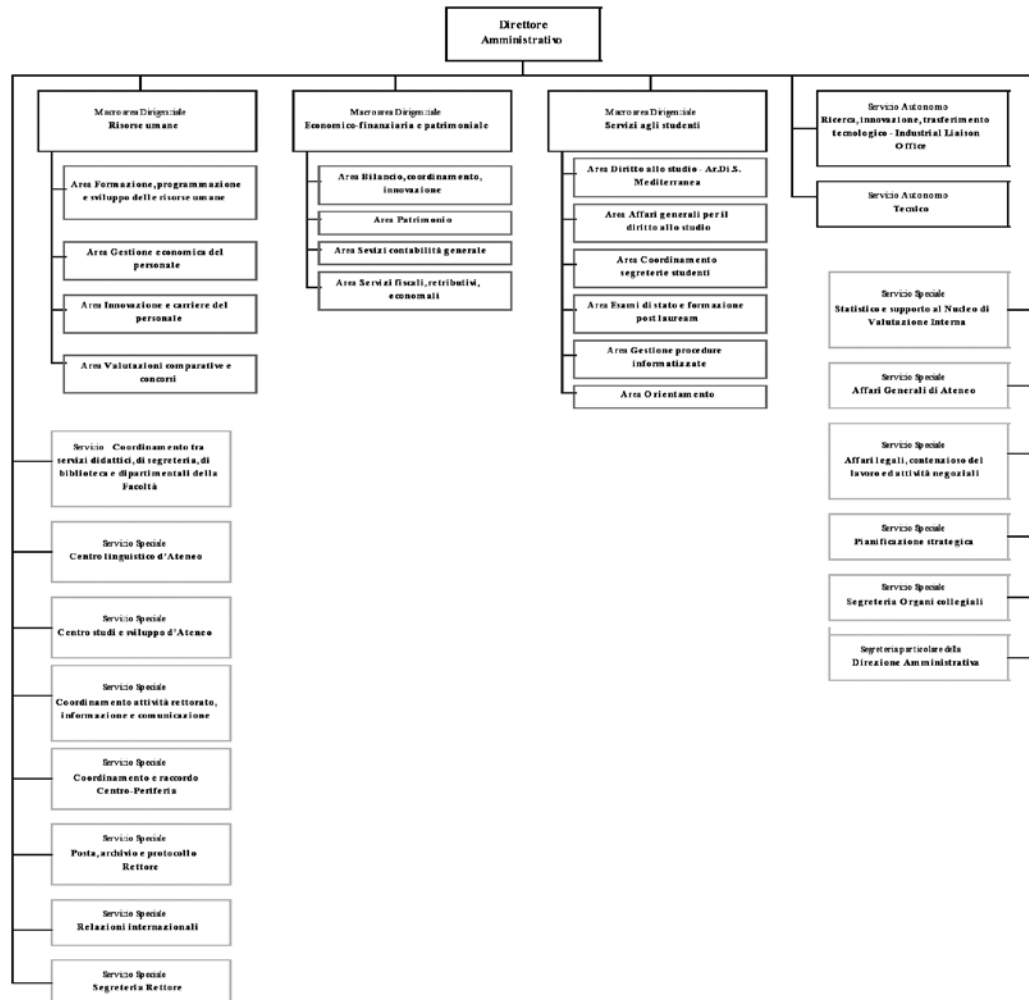 Direttore
Amministrativo
Macroarea Dirigenziale
Risorse umane
Area Formazione, programmazione
e sviluppo delle risorse umane
Area Gestione economica del
personale
Area Innovazione e carriere del
personale
Area Valutazioni comparative e
concorsi
Macroarea Dirigenziale
Economico-finanziaria e patrimoniale
Area Bilancio, coordinamento,
innovazione
Area Patrimonio
Area Sevizi contabilità generale
Area Servizi fiscali, retributivi,
economali
Macroarea Dirigenziale
Servizi agli studenti
Area Diritto allo studio - Ar.Di.S.
Mediterranea
Area Affari generali per il
diritto allo studio
Area Coordinamento
segreterie studenti
Area Esami di stato e formazione
post lauream
Area Gestione procedure
informatizzate
Area Orientamento
Servizio Autonomo
Ricerca, innovazione, trasferimento
tecnologico - Industrial Liaison
Office
Servizio Autonomo
Tecnico
Servizio Speciale
Statistico e supporto al Nucleo di
Valutazione Interna
Servizio Speciale
Affari Generali di Ateneo
Servizio Speciale
Affari legali, contenzioso del
lavoro ed attività negoziali
Servizio Speciale
Pianificazione strategica
Servizio Speciale
Segreteria Organi collegiali
Segreteria particolare della
Direzione Amministrativa
Servizio Coordinamento tra
servizi didattici, di segreteria, di
biblioteca e dipartimentali della
Facoltà
Servizio Speciale
Centro linguistico d'Ateneo
Servizio Speciale
Centro studi e sviluppo d'Ateneo
Servizio Speciale
Coordinamento attività rettorato,
informazione e comunicazione
Servizio Speciale
Coordinamento e raccordo
Centro-Periferia
Servizio Speciale
Posta, archivio e protocollo
Rettore
Servizio Speciale
Relazioni internazionali
Servizio Speciale
Segreteria Rettore